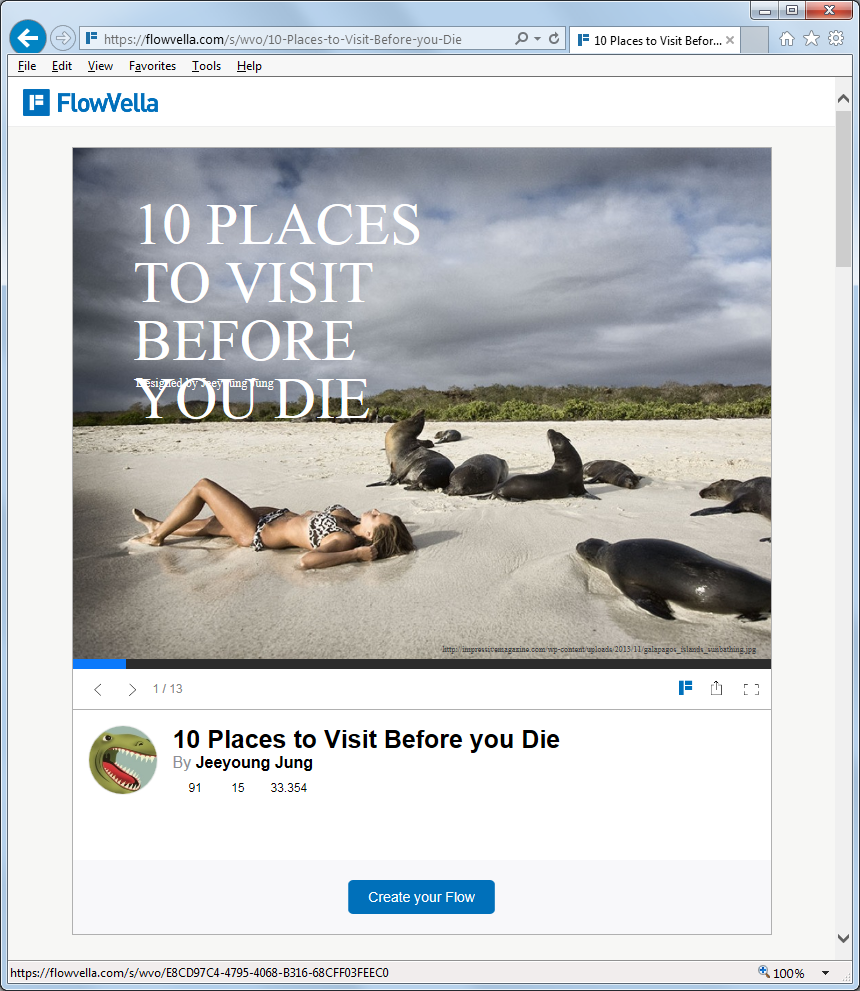 https://flowvella.com/s/wvo/10-Places-to-Visit-Before-you-Die
10 Places to Visit Befor...
File Edit View Favorites Tools Help
FlowVella
10 PLACES
TO VISIT
BEFORE
Designed by Jeeyoung Jung
YOU DIE
http://impressivemagazine.com/wp-content/uploads/2013/11/galapagos_islands_sunbathing.jpg
1 / 13
10 Places to Visit Before you Die
By Jeeyoung Jung
91 15 33.354
Create your Flow
https://flowvella.com/s/wvo/E8CD97C4-4795-4068-B316-68CFF03FEEC0
100%